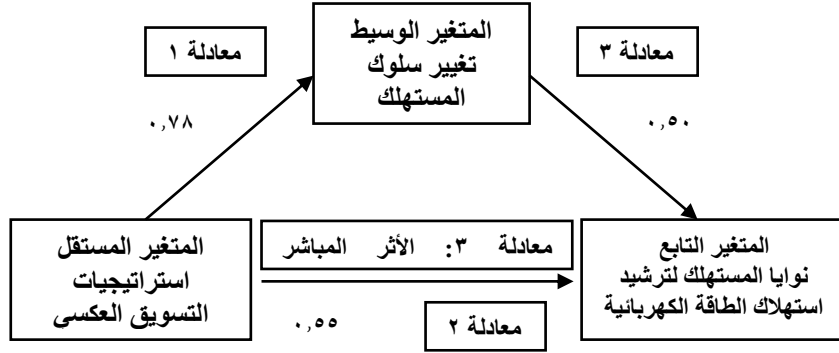 المتغير الوسيط
تغيير سلوك
المستهلك
معادلة ١
معادلة ٣
٠,٧٨
٠,٥٠
المتغير المستقل
استراتيجيات
التسويق العكسى
معادلة ٣: الأثر المباشر
٠,٥٥
معادلة ٢
المتغير التابع
نوايا المستهلك لترشيد
استهلاك الطاقة الكهربائية